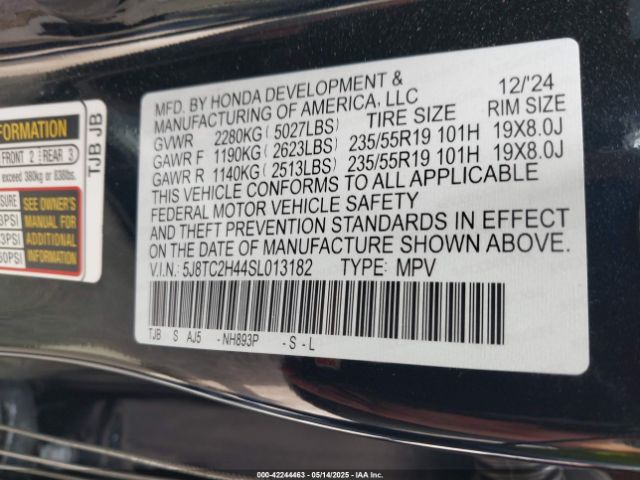 MFD. BY HONDA DEVELOPMENT &
MANUFACTURING OF AMERICA, LLC 12/'24
GVWR 2280KG(5027LBS) TIRE SIZE RIM SIZE
GAWR F 1190KG(2623LBS) 235/55R19 101H 19X8.0J
GAWR R 1140KG(2513LBS) 235/55R19 101H 19X8.0J
THIS VEHICLE CONFORMS TO ALL APPLICABLE
FEDERAL MOTOR VEHICLE SAFETY
AND THEFT PREVENTION STANDARDS IN EFFECT
ON THE DATE OF MANUFACTURE SHOWN ABOVE.
V.I.N.: 5J8TC2H44SL013182 TYPE: MPV
TJB S AJ5 -NH893P -S-L
TJB JB
FORMATION
FRONT 2 REAR 3
exceed 380kg or 838lbs.
SEE OWNER'S
MANUAL FOR
ADDITIONAL
INFORMATION
000-42244463 - 05/14/2025 - IAA Inc.